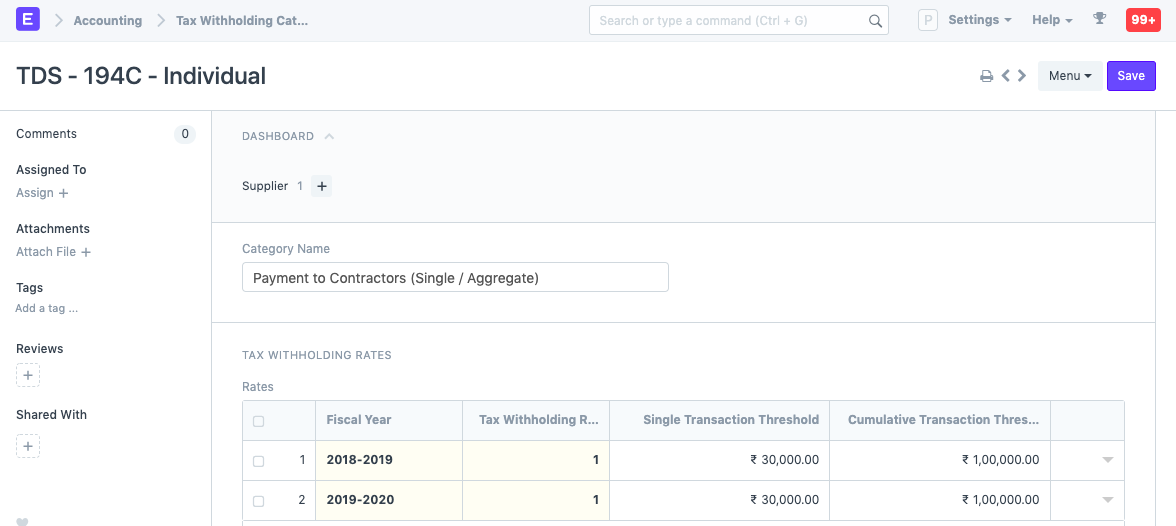 E Accounting Tax Withholding Cat... Search or type a command (Ctrl + G) P Settings Help 99+
TDS - 194C - Individual Menu Save
Comments 0
Assigned To
Assign +
Attachments
Attach File +
Tags
Add a tag ...
Reviews
+
Shared With
+
DASHBOARD
Supplier 1 +
Category Name
Payment to Contractors (Single / Aggregate)
TAX WITHHOLDING RATES
Rates
Fiscal Year Tax Withholding R... Single Transaction Threshold Cumulative Transaction Thres...
1 2018-2019 1 ₹ 30,000.00 ₹ 1,00,000.00
2 2019-2020 1 ₹ 30,000.00 ₹ 1,00,000.00